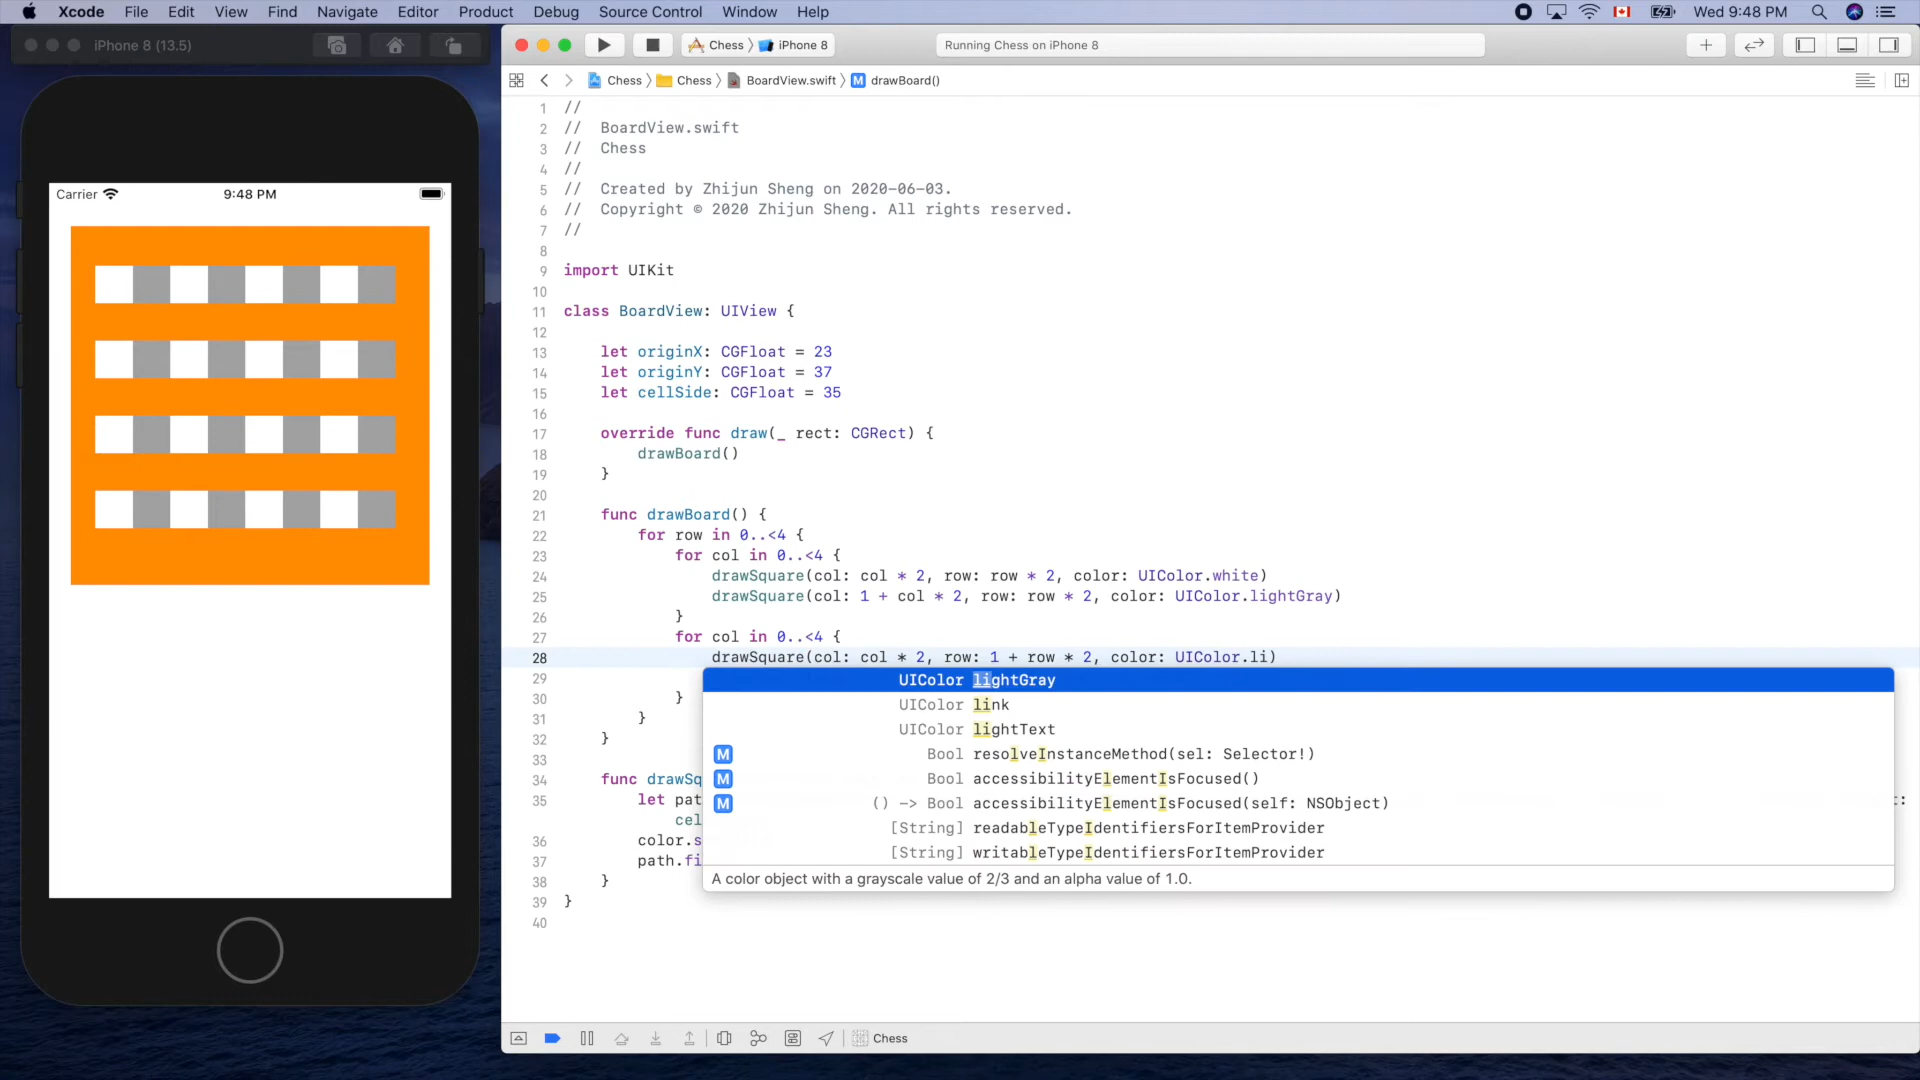 Xcode File Edit View Find Navigate Editor Product Debug Source Control Window Help Wed 9:48 PM
iPhone 8 (13.5)
Chess iPhone 8
Running Chess on iPhone 8
Chess Chess BoardView.swift M drawBoard()
Carrier 9:48 PM
1 //
2 // BoardView.swift
3 // Chess
4 //
5 // Created by Zhijun Sheng on 2020-06-03.
6 // Copyright © 2020 Zhijun Sheng. All rights reserved.
7 //
8
9 import UIKit
10
11 class BoardView: UIView {
12
13 let originX: CGFloat = 23
14 let originY: CGFloat = 37
15 let cellSide: CGFloat = 35
16
17 override func draw(_ rect: CGRect) {
18 drawBoard()
19 }
20
21 func drawBoard() {
22 for row in 0..<4 {
23 for col in 0..<4 {
24 drawSquare(col: col * 2, row: row * 2, color: UIColor.white)
25 drawSquare(col: 1 + col * 2, row: row * 2, color: UIColor.lightGray)
26 }
27 for col in 0..<4 {
28 drawSquare(col: col * 2, row: 1 + row * 2, color: UIColor.li)
29
30 }
31 }
32 }
33
34 func drawSq
35 let pat
cel
36 color.s
37 path.fi
38 }
39 }
40
UIColor lightGray
UIColor link
UIColor lightText
M Bool resolveInstanceMethod(sel: Selector!)
M Bool accessibilityElementIsFocused()
M () -> Bool accessibilityElementIsFocused(self: NSObject)
[String] readableTypeIdentifiersForItemProvider
[String] writableTypeIdentifiersForItemProvider
A color object with a grayscale value of 2/3 and an alpha value of 1.0.
Chess